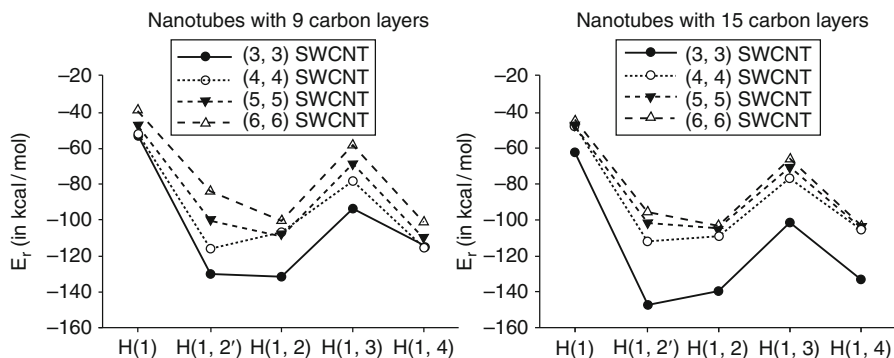 Nanotubes with 9 carbon layers
(3, 3) SWCNT
(4, 4) SWCNT
(5, 5) SWCNT
(6, 6) SWCNT
E_r (in kcal/mol)
−20
−40
−60
−80
−100
−120
−140
−160
H(1) H(1, 2′) H(1, 2) H(1, 3) H(1, 4)
Nanotubes with 15 carbon layers
(3, 3) SWCNT
(4, 4) SWCNT
(5, 5) SWCNT
(6, 6) SWCNT
E_r (in kcal/mol)
−20
−40
−60
−80
−100
−120
−140
−160
H(1) H(1, 2′) H(1, 2) H(1, 3) H(1, 4)